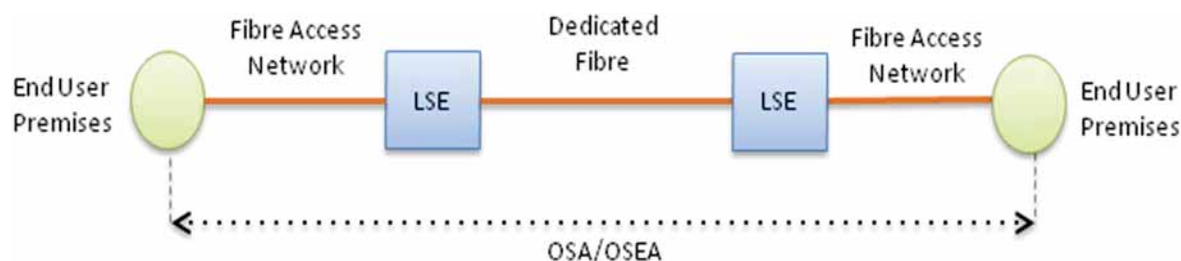 Fibre Access
Network
Dedicated
Fibre
Fibre Access
Network
End User
Premises
LSE
LSE
End User
Premises
OSA/OSEA